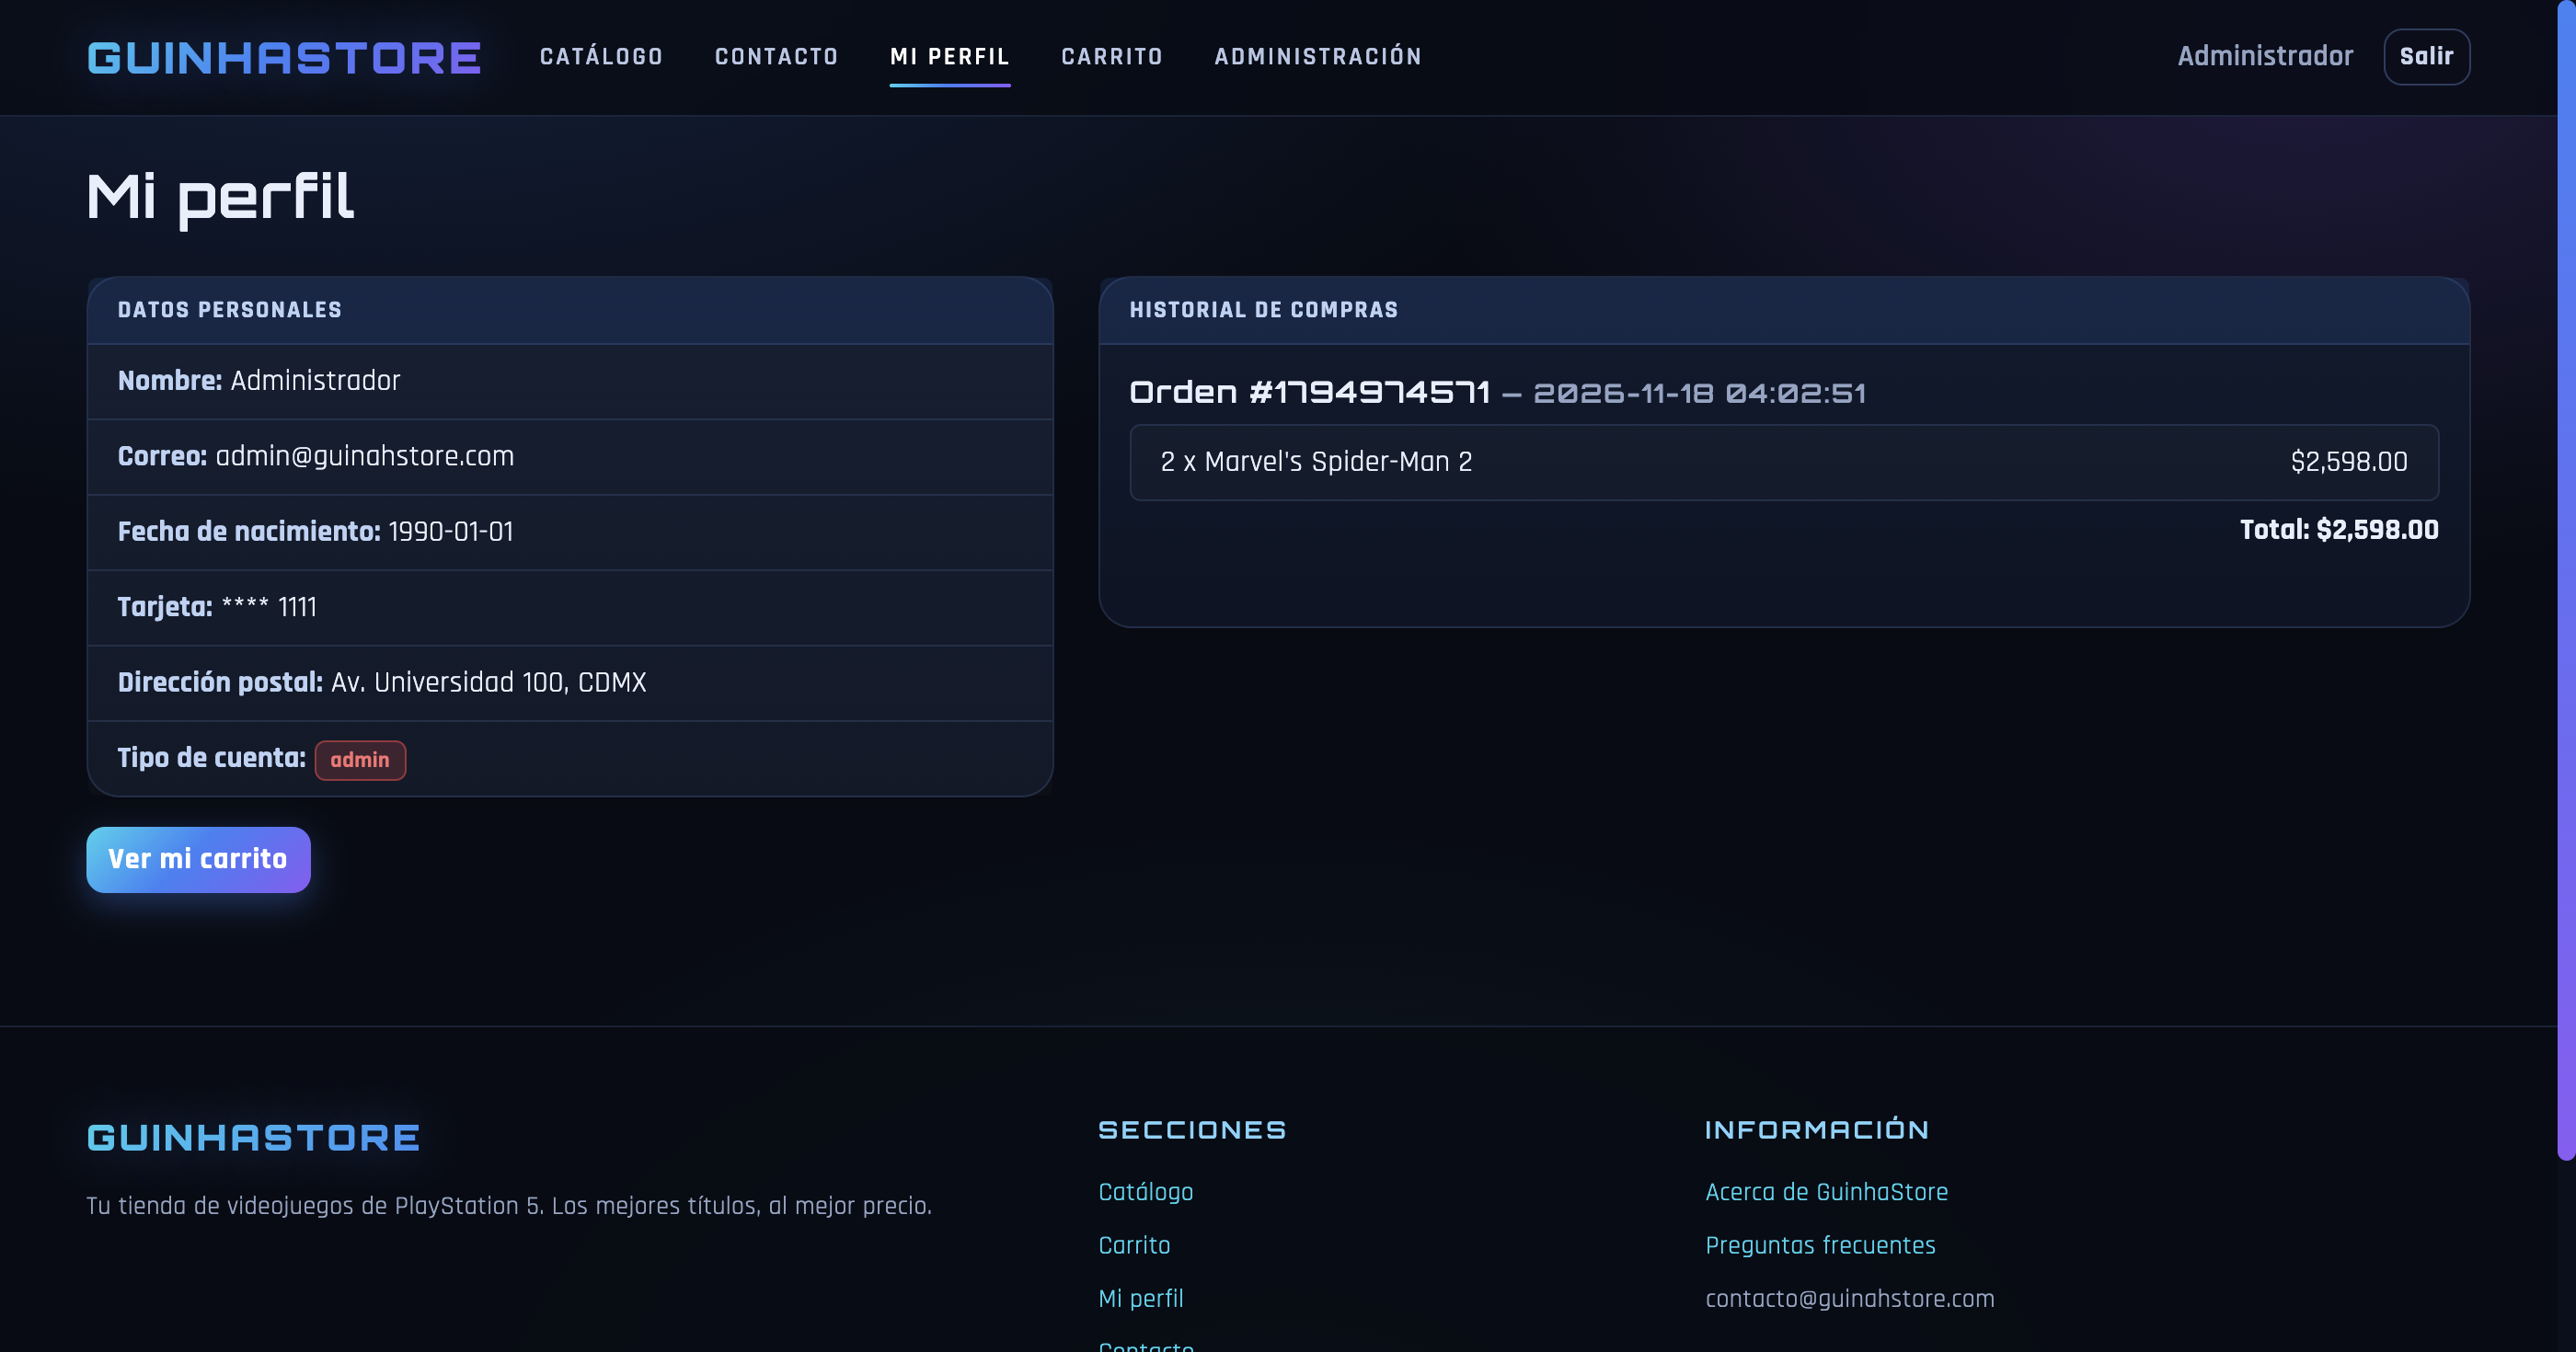 GUINHASTORE CATÁLOGO CONTACTO MI PERFIL CARRITO ADMINISTRACIÓN Administrador Salir
Mi perfil
DATOS PERSONALES
Nombre: Administrador
Correo: admin@guinahstore.com
Fecha de nacimiento: 1990-01-01
Tarjeta: **** 1111
Dirección postal: Av. Universidad 100, CDMX
Tipo de cuenta: admin
Ver mi carrito
HISTORIAL DE COMPRAS
Orden #1794974571 — 2026-11-18 04:02:51
2 x Marvel's Spider-Man 2 $2,598.00
Total: $2,598.00
GUINHASTORE
Tu tienda de videojuegos de PlayStation 5. Los mejores títulos, al mejor precio.
SECCIONES
Catálogo
Carrito
Mi perfil
Contacto
INFORMACIÓN
Acerca de GuinhaStore
Preguntas frecuentes
contacto@guinahstore.com